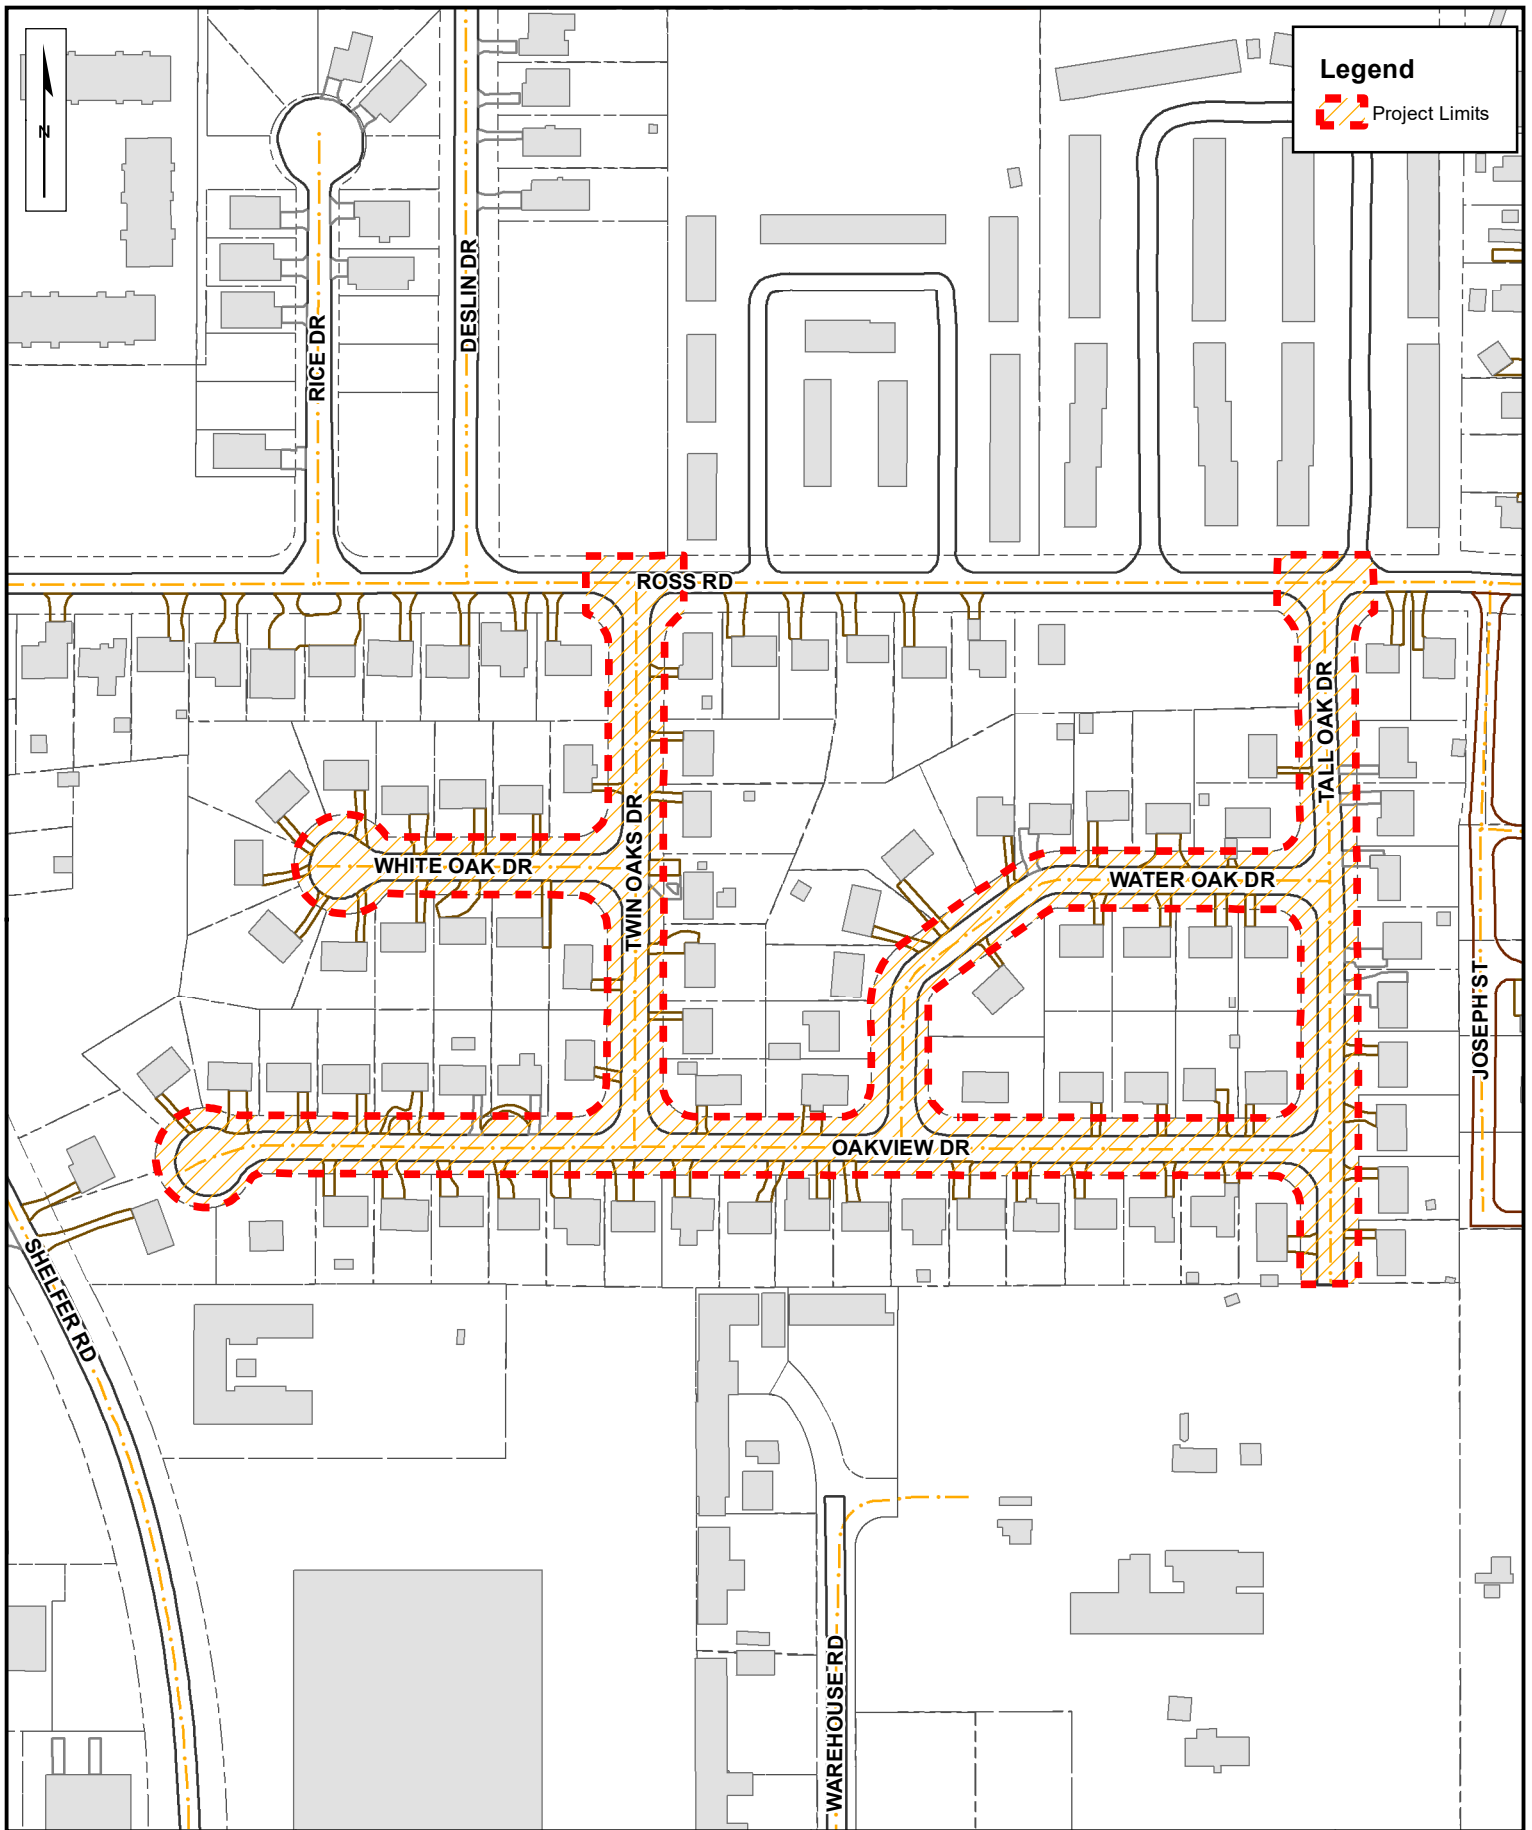 Legend
Project Limits
N
DESLIN DR
RICE DR
ROSS RD
TALL OAK DR
TWIN OAKS DR
WHITE OAK DR
WATER OAK DR
JOSEPH ST
OAKVIEW DR
SHELFER RD
WAREHOUSE RD